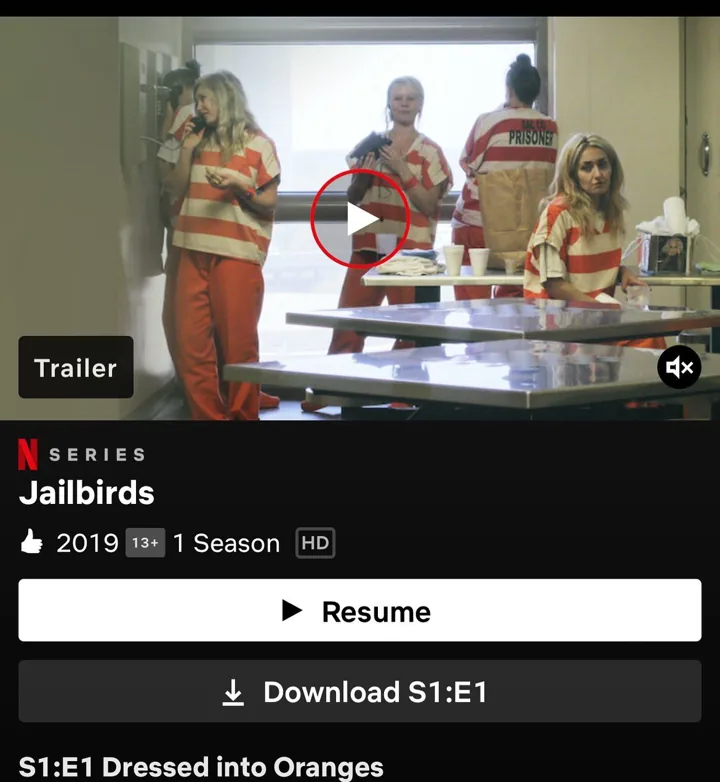 PRISONER
Trailer
N SERIES
Jailbirds
2019 13+ 1 Season HD
Resume
Download S1:E1
S1:E1 Dressed into Oranges